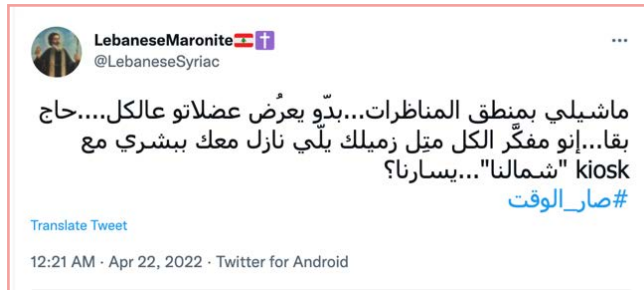 LebaneseMaronite🇱🇧✝️
@LebaneseSyriac
ماشيلي بمنطق المناظرات...بدّو يعرُض عضلاتو عالكل....حاج
بقا...إنو مفكَّر الكل متِل زميلك يلّي نازل معك ببشري مع
kiosk "شمالنا"...يسارنا؟
#صار_الوقت
Translate Tweet
12:21 AM · Apr 22, 2022 · Twitter for Android